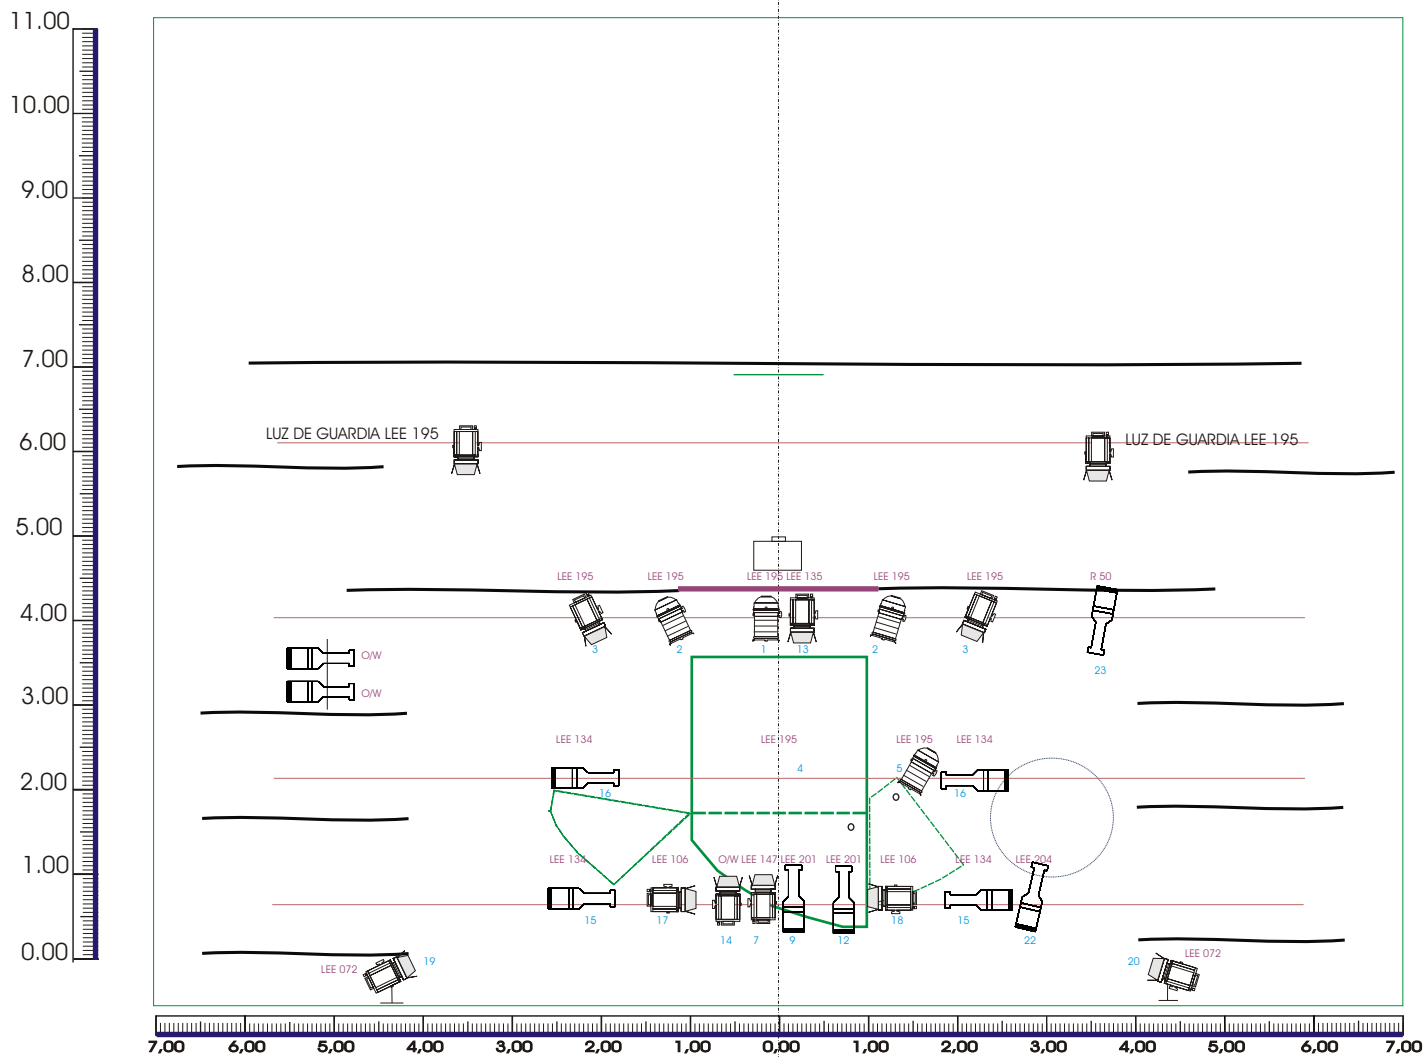 11.00
10.00
9.00
8.00
7.00
6.00
LUZ DE GUARDIA LEE 195
LUZ DE GUARDIA LEE 195
5.00
LEE 195
LEE 195
LEE 195
LEE 135
LEE 195
LEE 195
R 50
4.00
3
2
1
13
2
3
23
O/W
O/W
3.00
LEE 134
LEE 195
LEE 195
LEE 134
4
5
2.00
16
16
LEE 134
LEE 106
O/W
LEE 147
LEE 201
LEE 201
LEE 106
LEE 134
LEE 204
1.00
15
17
14
7
9
12
18
15
22
0.00
LEE 072
19
20
LEE 072
7,00 6,00 5,00 4,00 3,00 2,00 1,00 0,00 1,00 2,00 3,00 4,00 5,00 6,00 7,00